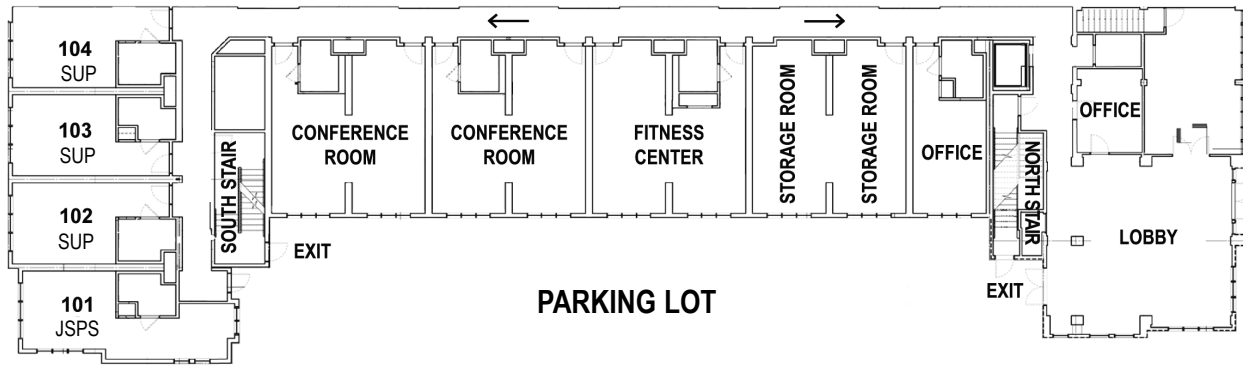 104
SUP
103
SUP
102
SUP
101
JSPS
SOUTH STAIR
EXIT
CONFERENCE
ROOM
CONFERENCE
ROOM
FITNESS
CENTER
STORAGE ROOM
STORAGE ROOM
OFFICE
NORTH STAIR
EXIT
OFFICE
LOBBY
PARKING LOT